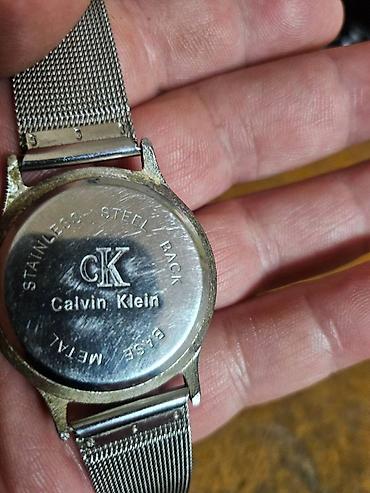 STAINLESS STEEL BACK
cK
Calvin Klein
BASE METAL